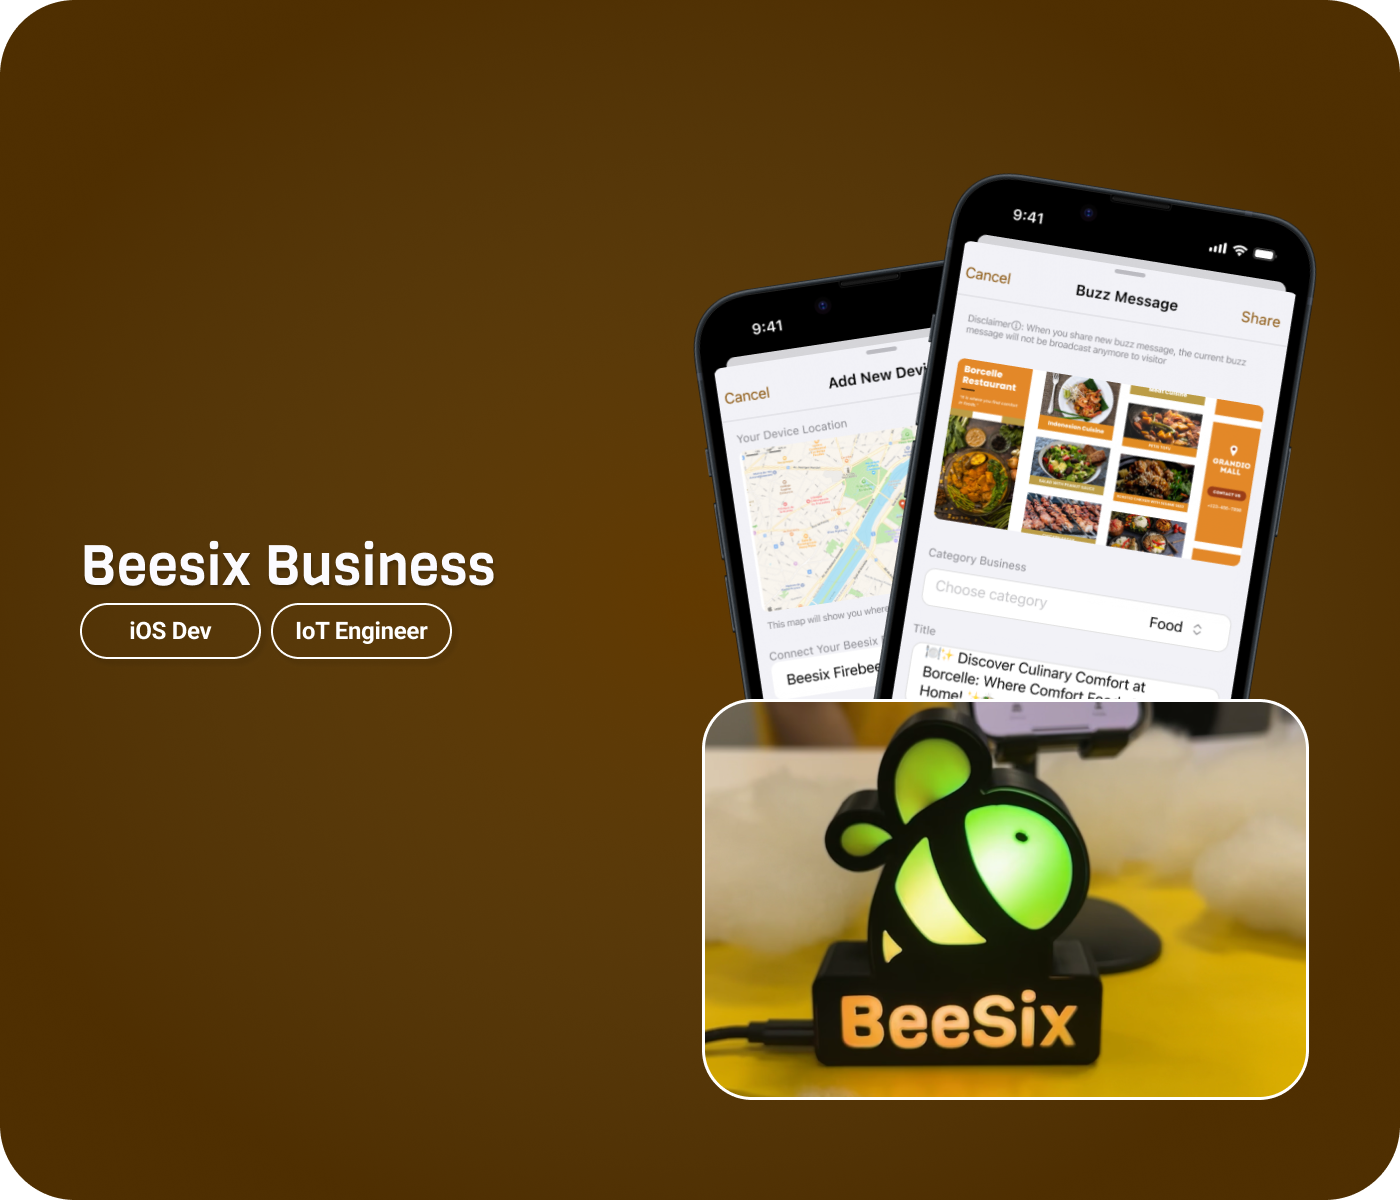 Beesix Business
iOS Dev
IoT Engineer
9:41
Cancel
Add New Devi
Your Device Location
This map will show you where
Connect Your Beesix
Beesix Firebee
9:41
Cancel
Buzz Message
Share
Disclaimerⓘ: When you share new buzz message, the current buzz
message will not be broadcast anymore to visitor
Borcelle
Restaurant
Indonesian Cuisine
GRANDIO
MALL
CONTACT US
Category Business
Choose category
Food
Title
🍽️✨ Discover Culinary Comfort at
Borcelle: Where Comfort Food
Home! ✨
BeeSix